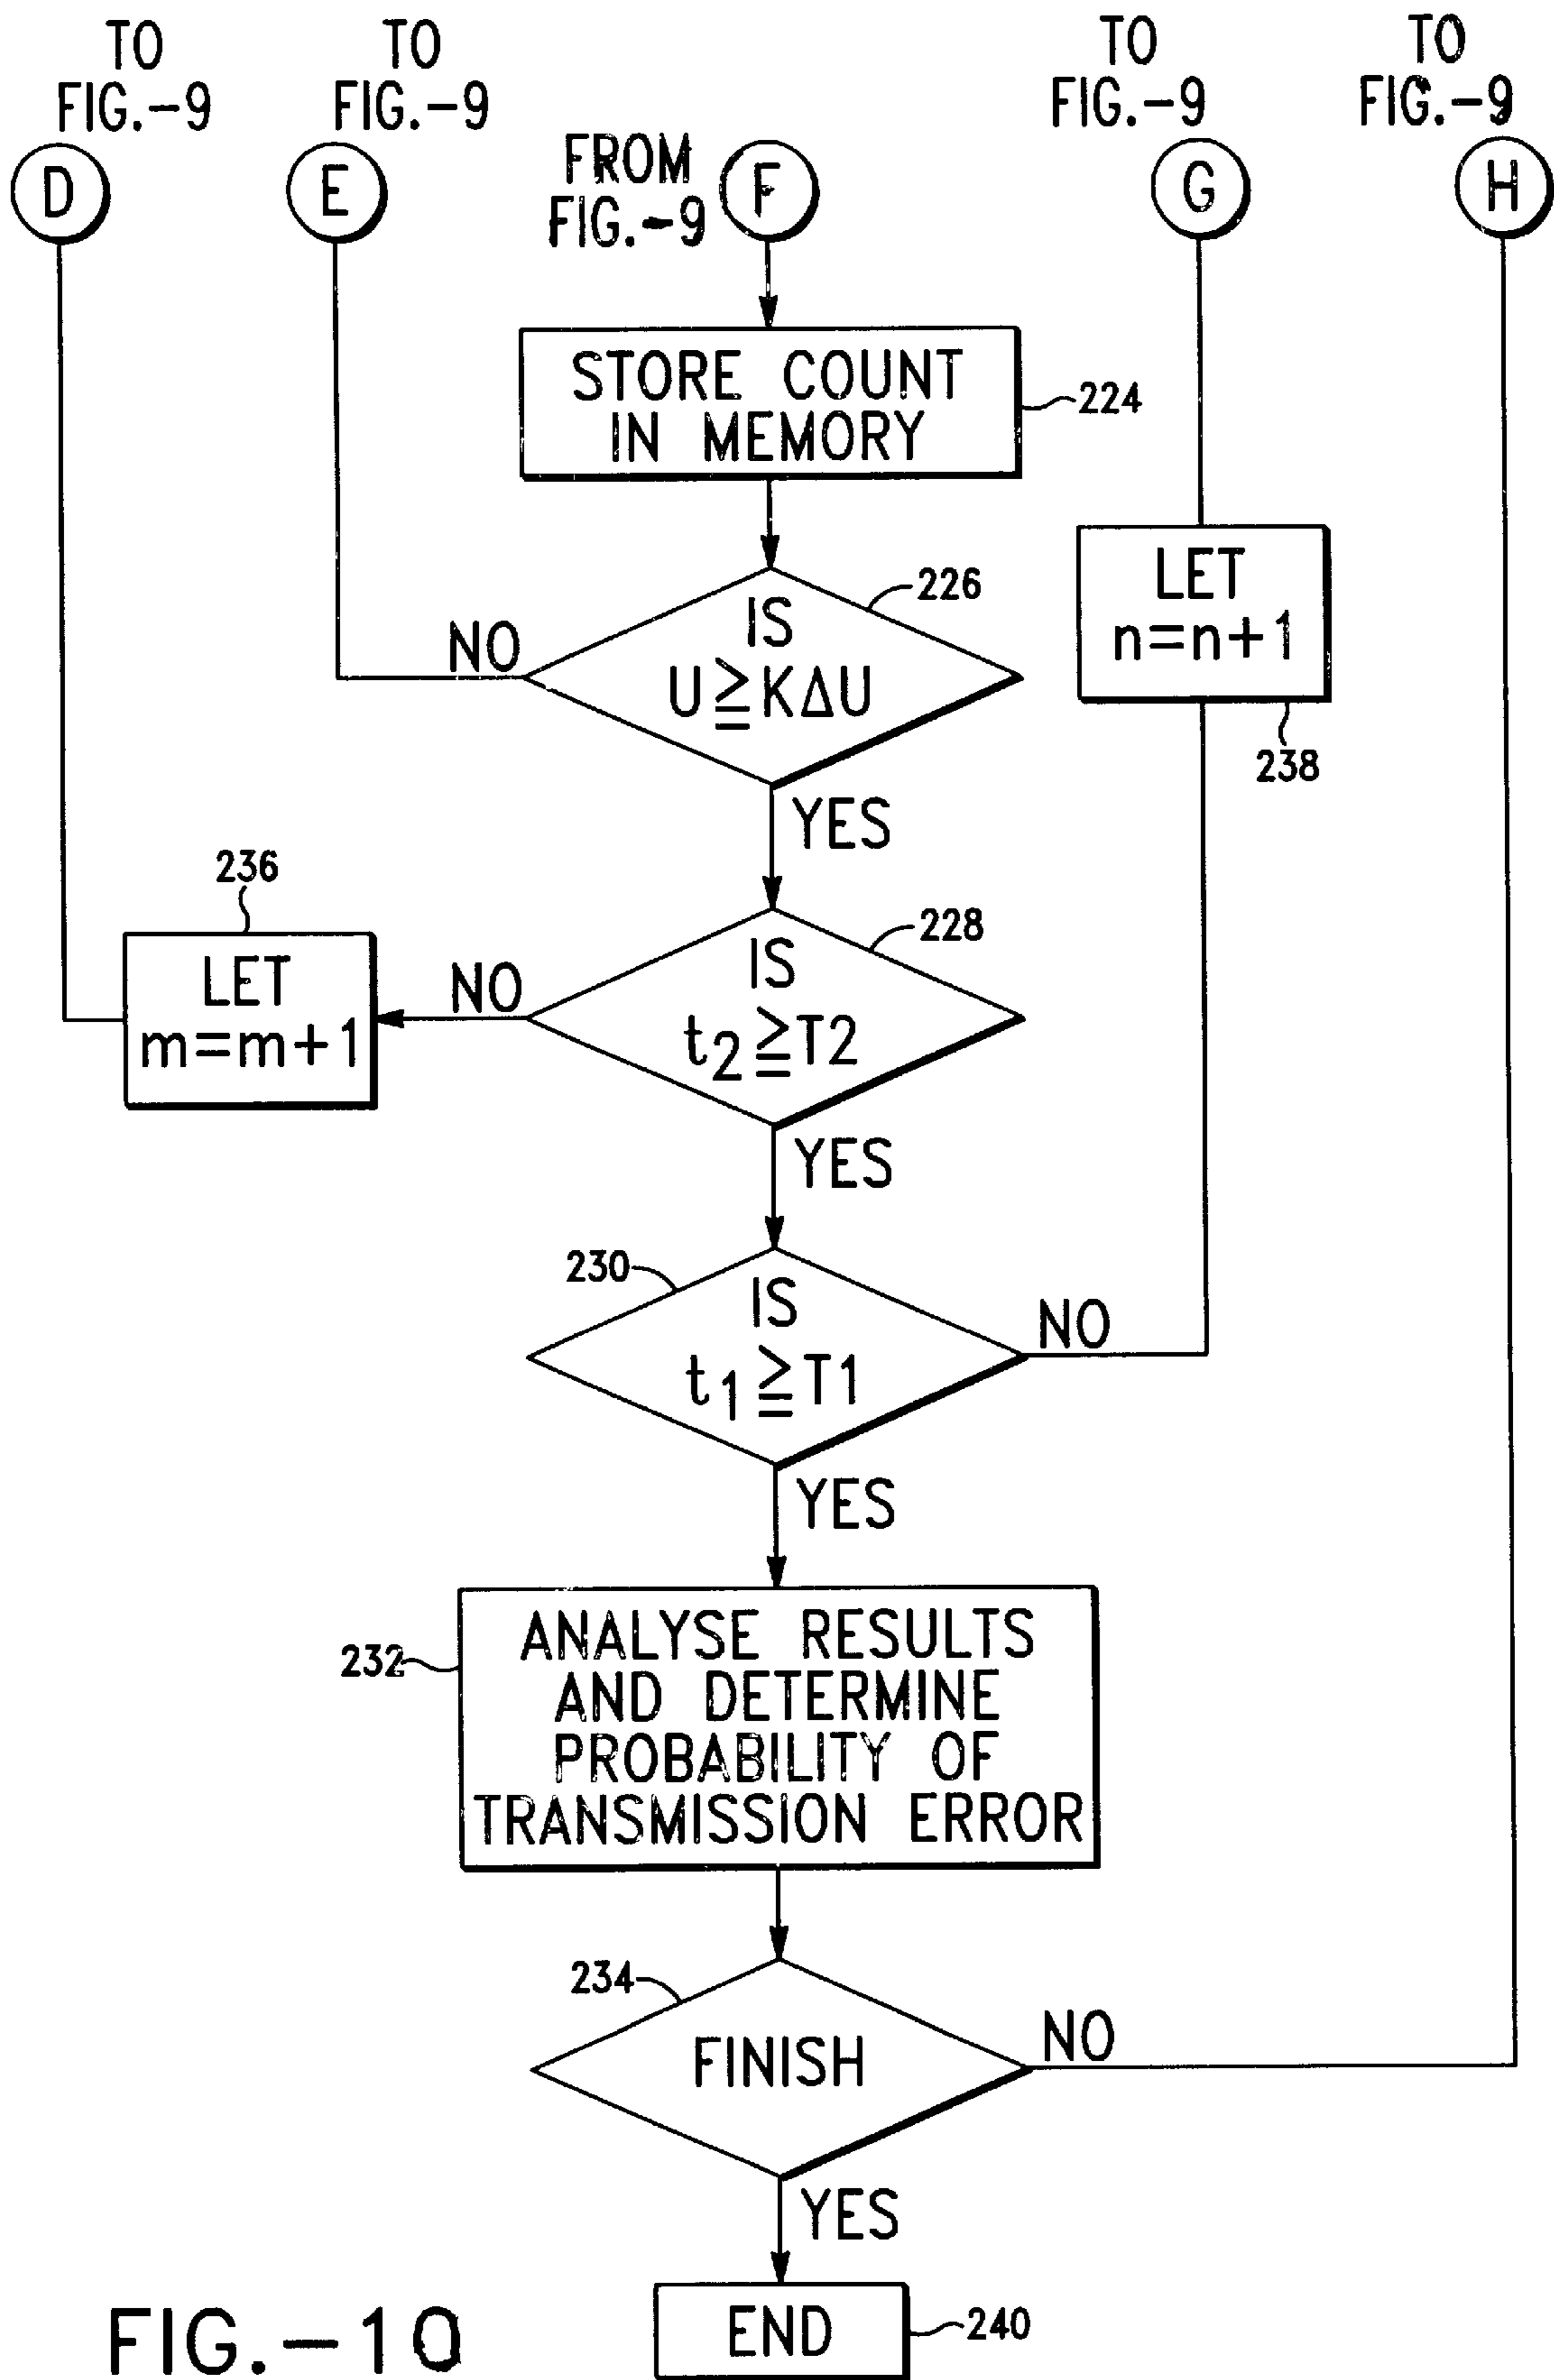 TO
FIG.-9
TO
FIG.-9
TO
FIG.-9
TO
FIG.-9
D
E
FROM
FIG.-9
F
G
H
STORE COUNT
IN MEMORY
224
226
IS
U≧KΔU
NO
YES
LET
n=n+1
238
236
LET
m=m+1
228
IS
t2≧T2
NO
YES
230
IS
t1≧T1
NO
YES
232
ANALYSE RESULTS
AND DETERMINE
PROBABILITY OF
TRANSMISSION ERROR
234
FINISH
NO
YES
END
240
FIG.-10